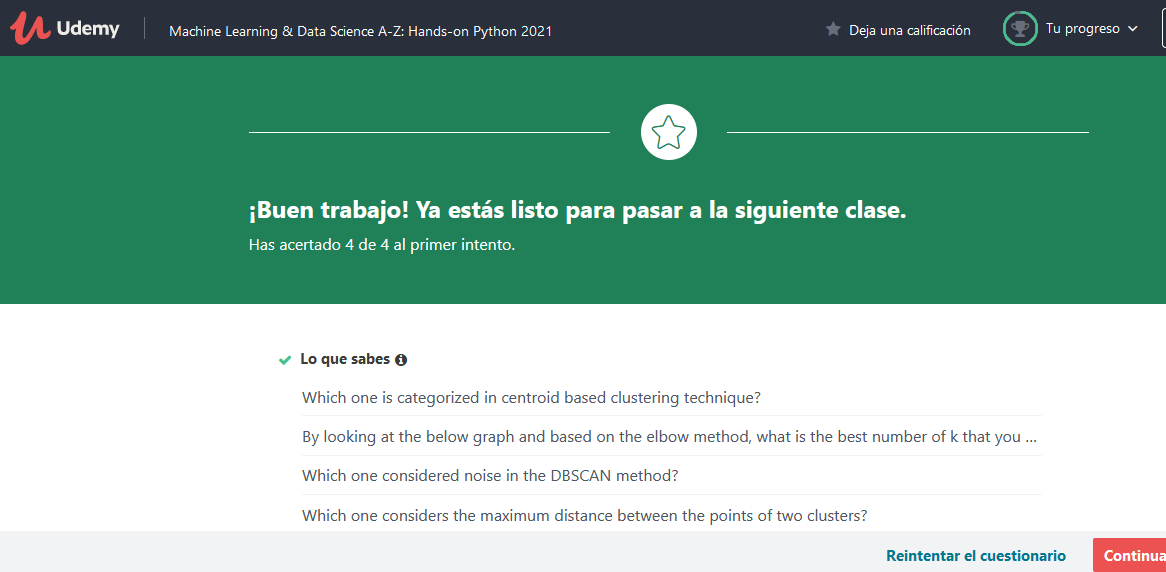 Udemy
Machine Learning & Data Science A-Z: Hands-on Python 2021
Deja una calificación
Tu progreso
¡Buen trabajo! Ya estás listo para pasar a la siguiente clase.
Has acertado 4 de 4 al primer intento.
Lo que sabes
Which one is categorized in centroid based clustering technique?
By looking at the below graph and based on the elbow method, what is the best number of k that you ...
Which one considered noise in the DBSCAN method?
Which one considers the maximum distance between the points of two clusters?
Reintentar el cuestionario
Continua